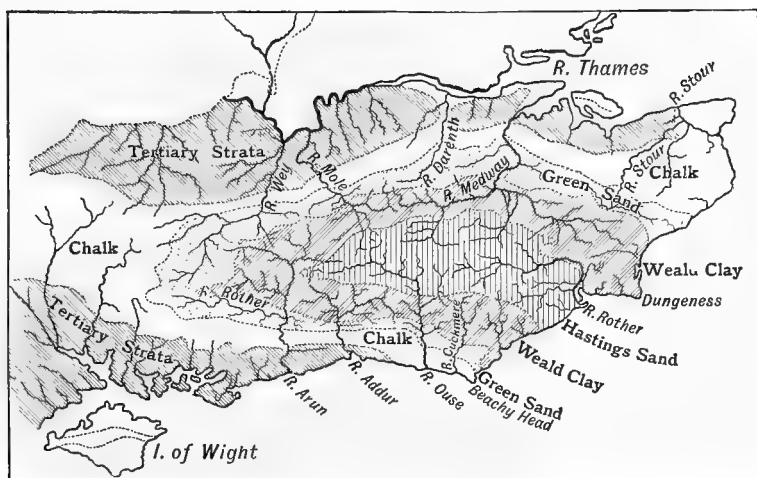 R. Thames
R. Stour
Tertiary Strata
R. Mole
R. Wey
R. Darenth
R. Medway
Green Sand
R. Stour
Chalk
Chalk
Weald Clay
Dungeness
R. Rother
R. Rother
Hastings Sand
Tertiary Strata
Chalk
R. Cuckmere
Weald Clay
Green Sand
Beachy Head
R. Arun
R. Addur
R. Ouse
I. of Wight